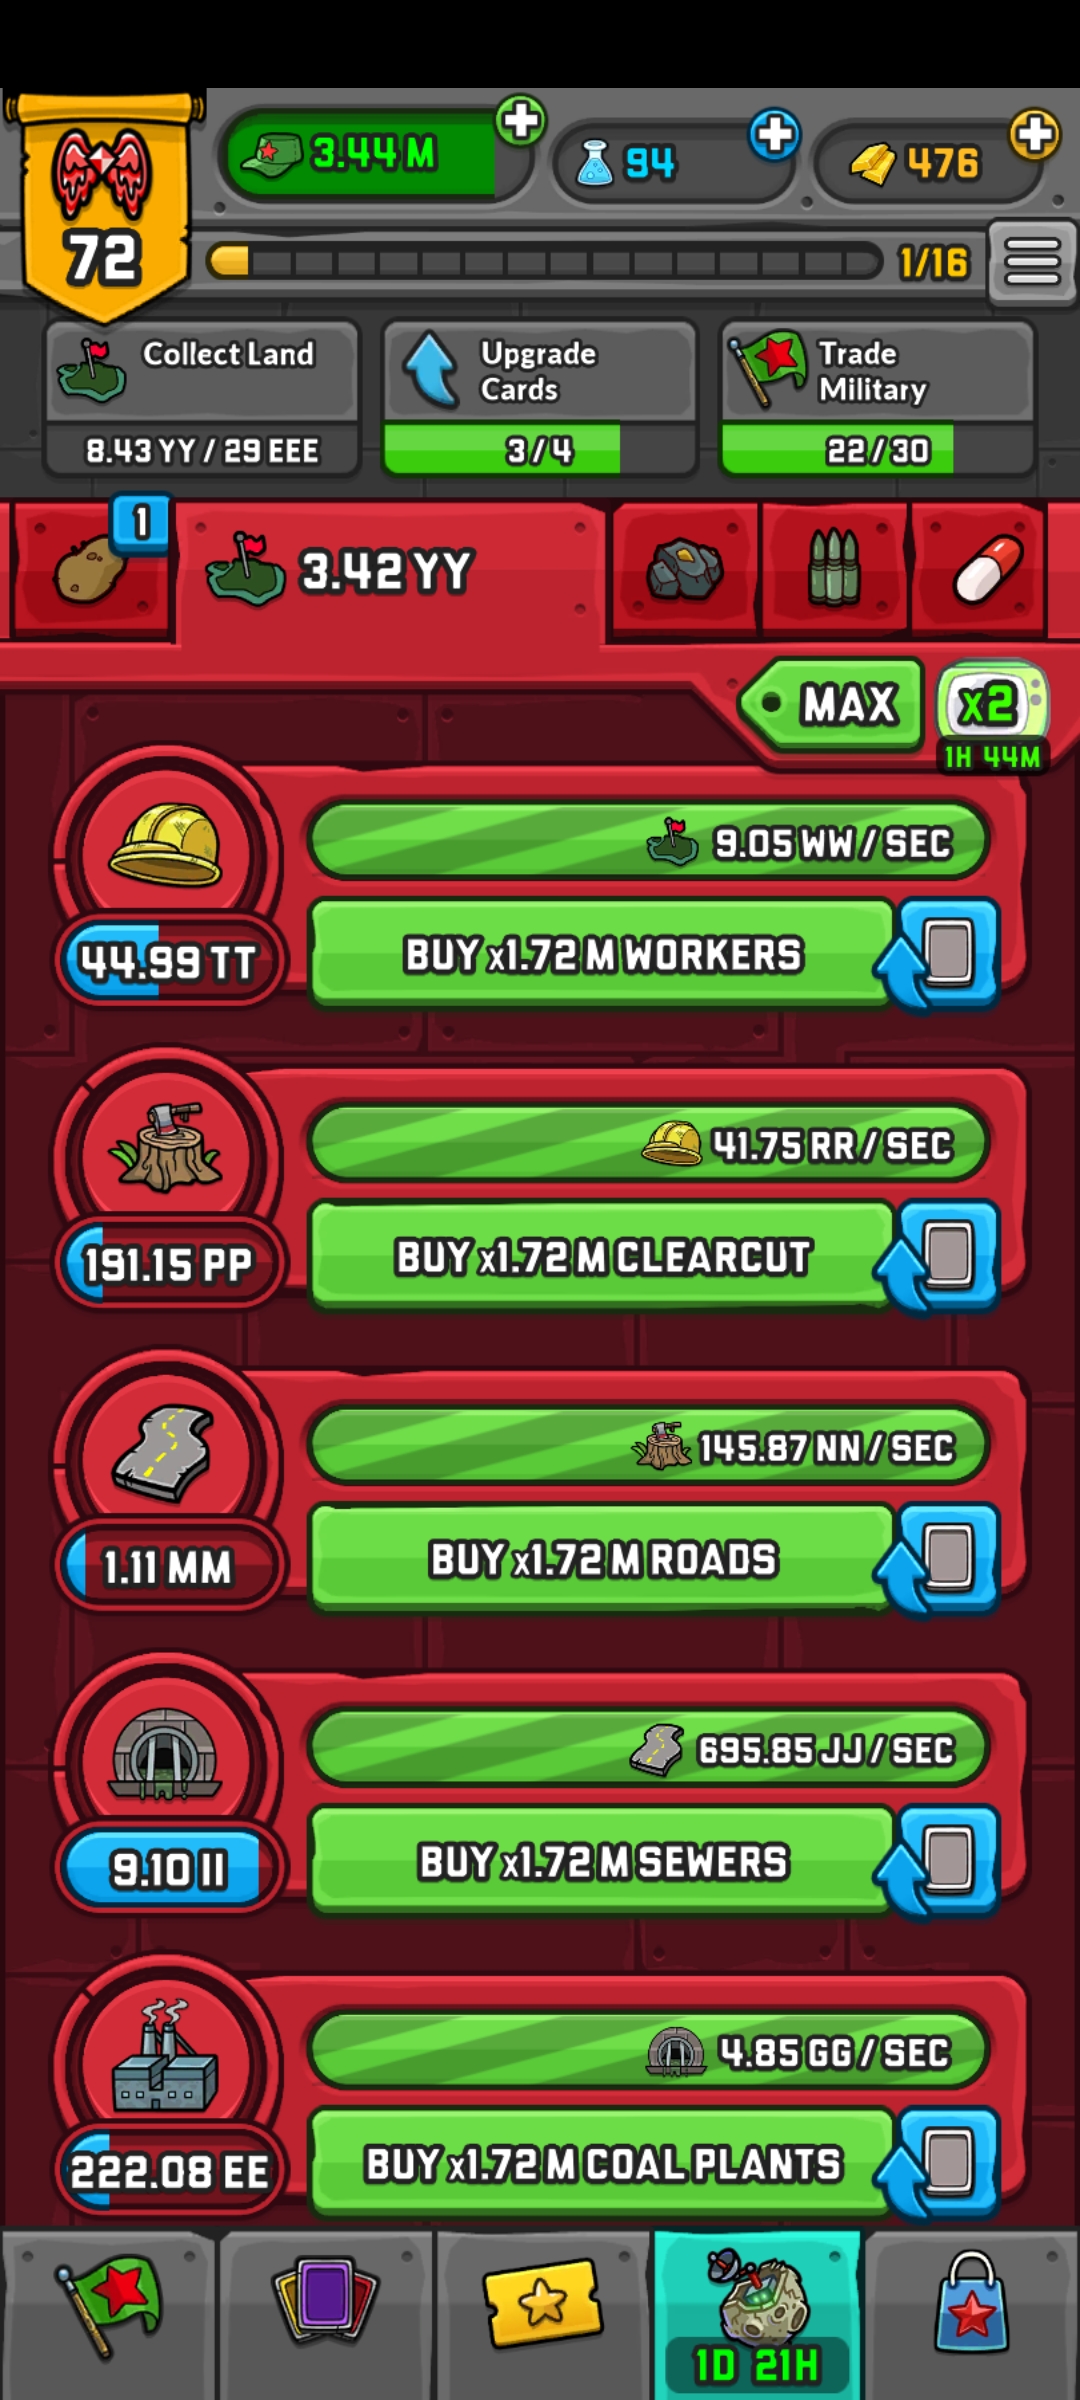 3.44 M
94
476
72
1/16
Collect Land
8.43 YY / 29 EEE
Upgrade
Cards
3/4
Trade
Military
22/30
1
3.42 YY
MAX
x2
1H 44M
9.05 WW / SEC
44.99 TT
BUY x1.72 M WORKERS
41.75 RR / SEC
191.15 PP
BUY x1.72 M CLEARCUT
145.87 NN / SEC
1.11 MM
BUY x1.72 M ROADS
695.85 JJ / SEC
9.10 II
BUY x1.72 M SEWERS
4.85 GG / SEC
222.08 EE
BUY x1.72 M COAL PLANTS
1D 21H